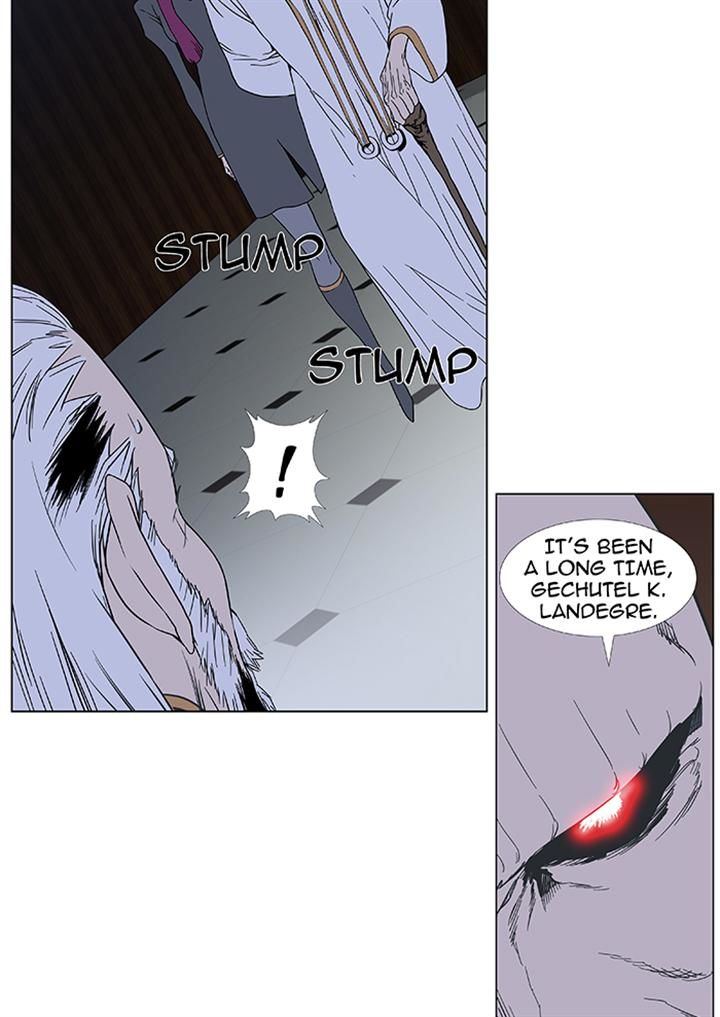 STUMP
STUMP
!
IT'S BEEN
A LONG TIME,
GECHUTEL K.
LANDEGRE.